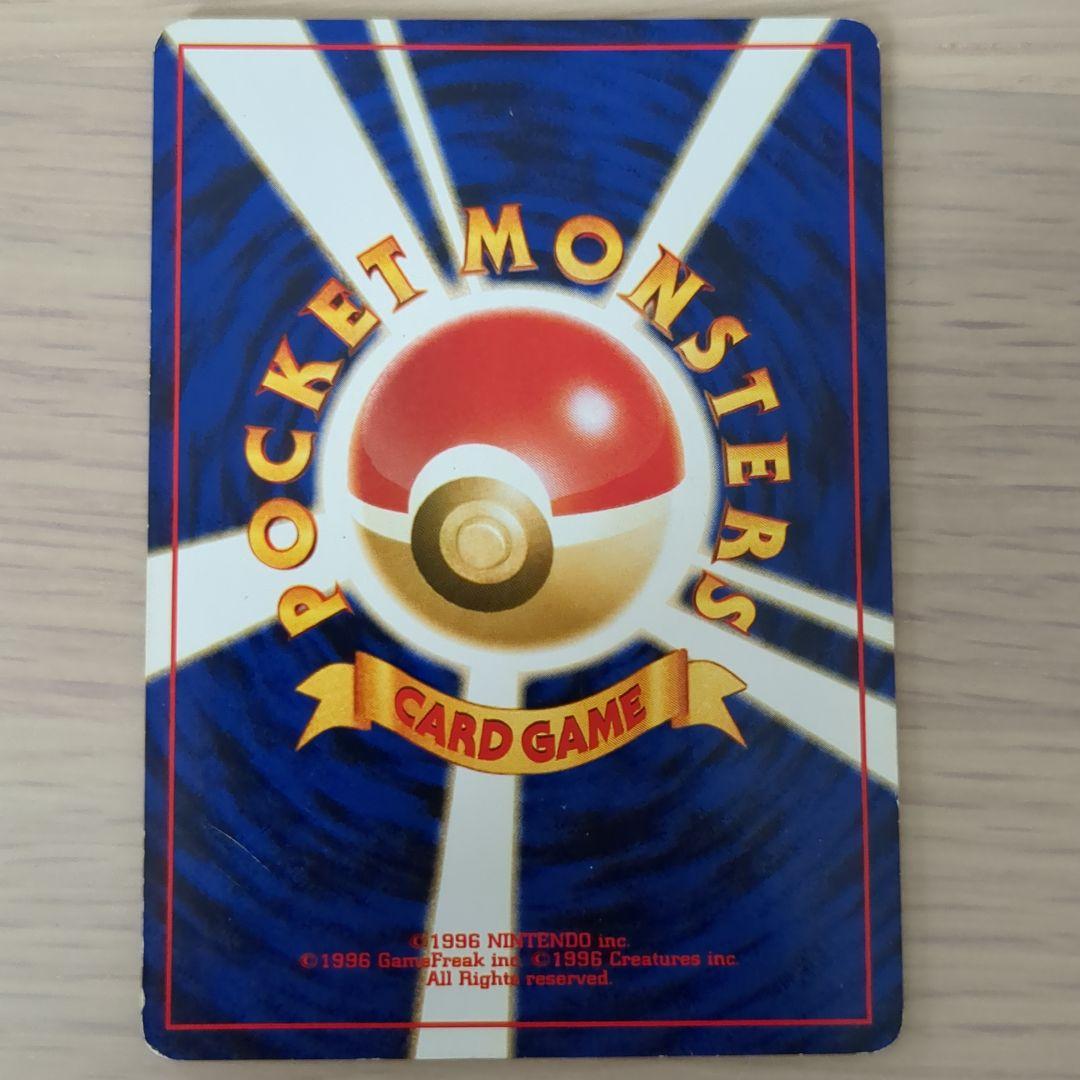 POCKET MONSTERS
CARD GAME
©1996 NINTENDO inc.
©1996 GameFreak inc. ©1996 Creatures inc.
All Rights reserved.